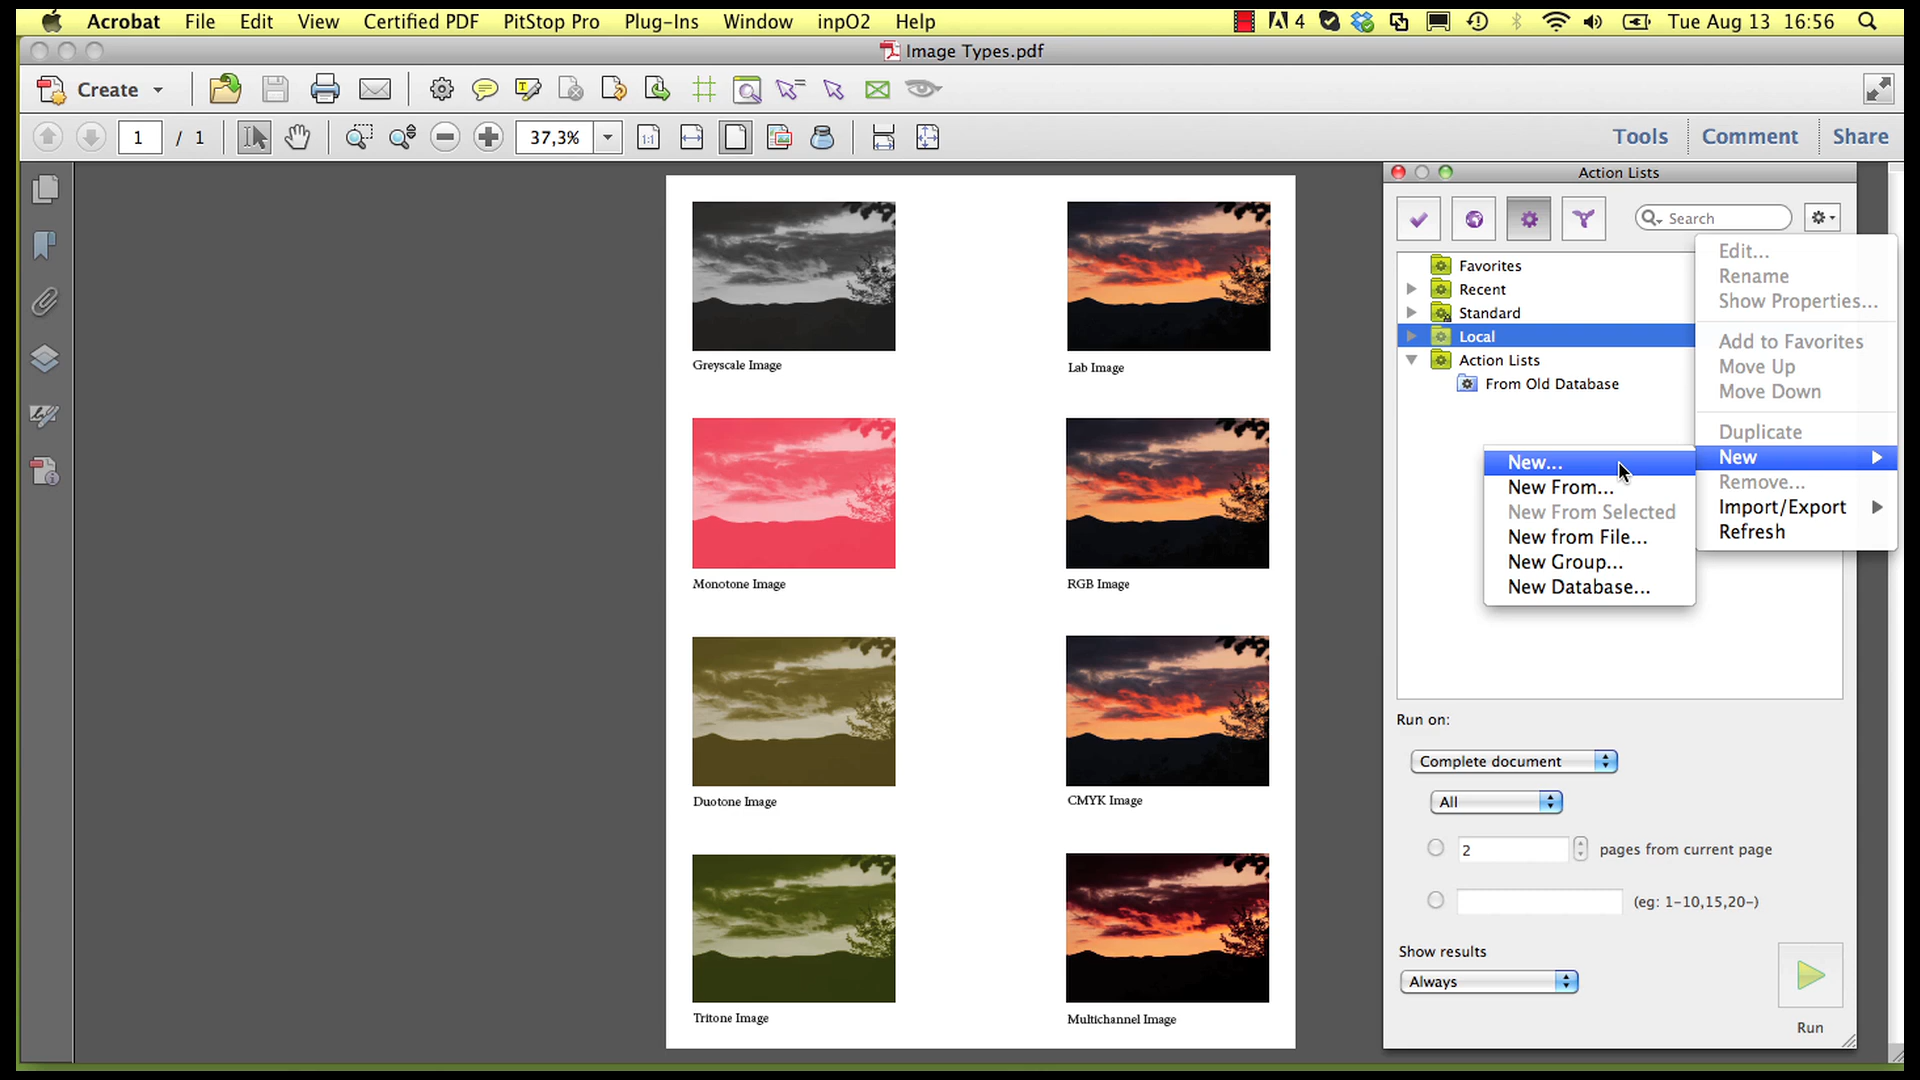 Acrobat File Edit View Certified PDF PitStop Pro Plug-Ins Window inpO2 Help 4 Tue Aug 13 16:56
Image Types.pdf
Create
1 / 1 37,3% 1:1 Tools Comment Share
Action Lists
Search
Favorites
Recent
Standard
Local
Action Lists
From Old Database
Edit...
Rename
Show Properties...
Add to Favorites
Move Up
Move Down
Duplicate
New
Remove...
Import/Export
Refresh
New...
New From...
New From Selected
New from File...
New Group...
New Database...
Greyscale Image
Lab Image
Monotone Image
RGB Image
Duotone Image
CMYK Image
Tritone Image
Multichannel Image
Run on:
Complete document
All
2 pages from current page
(eg: 1-10,15,20-)
Show results
Always
Run